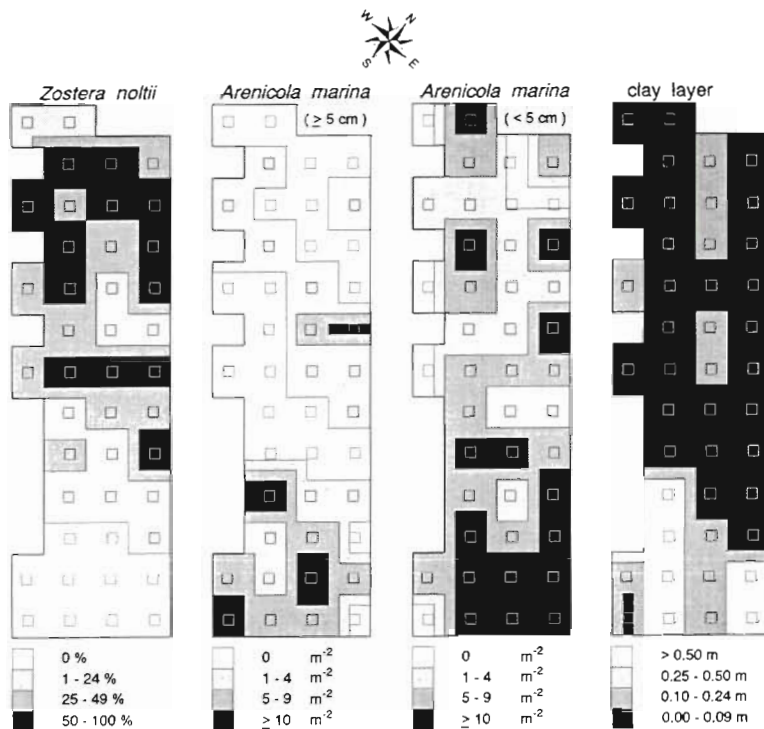 W N
S E
Zostera noltii
Arenicola marina
( ≥ 5 cm )
Arenicola marina
( < 5 cm )
clay layer
0 %
1 - 24 %
25 - 49 %
50 - 100 %
0 m-2
1 - 4 m-2
5 - 9 m-2
≥ 10 m-2
0 m-2
1 - 4 m-2
5 - 9 m-2
≥ 10 m-2
> 0.50 m
0.25 - 0.50 m
0.10 - 0.24 m
0.00 - 0.09 m